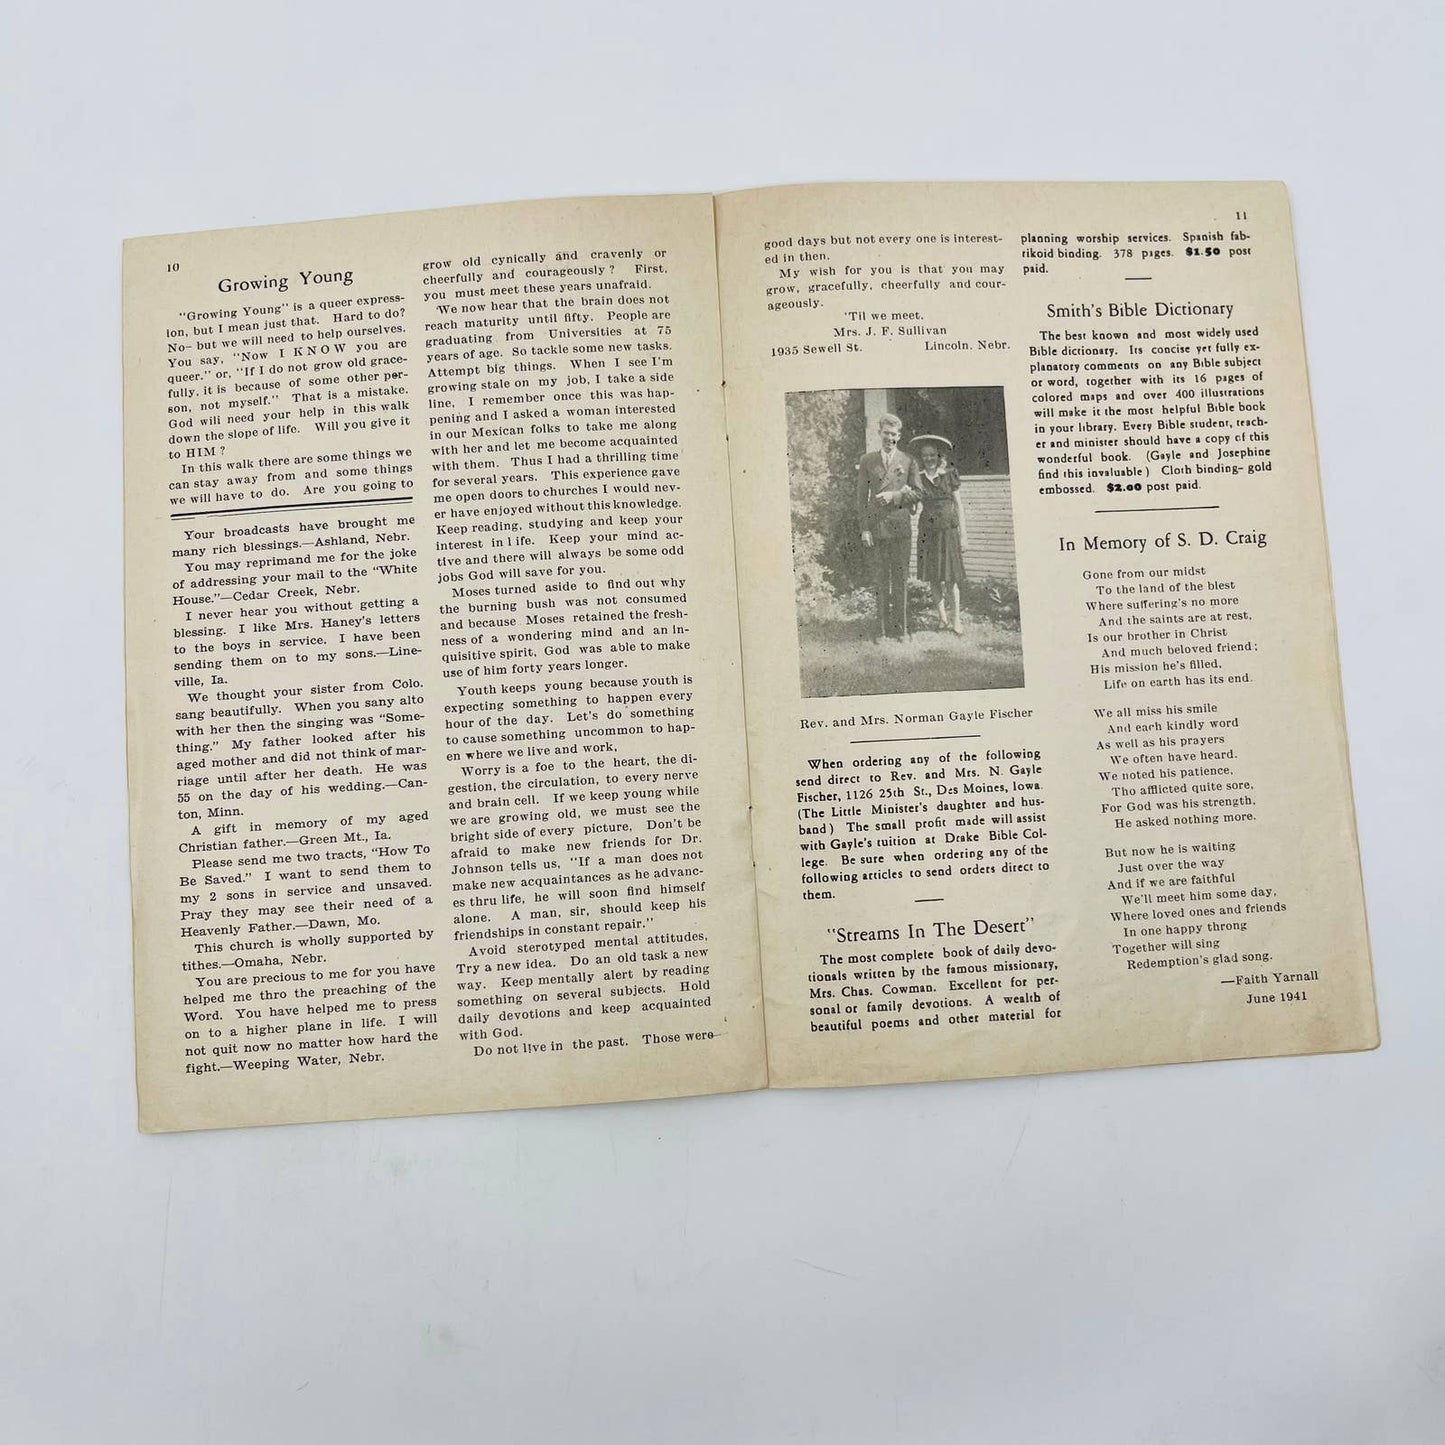 10
Growing Young
"Growing Young" is a queer express-
ion, but I mean just that. Hard to do?
No– but we will need to help ourselves.
You say, "Now I KNOW you are
queer." or, "If I do not grow old grace-
fully, it is because of some other per-
son, not myself." That is a mistake.
God will need your help in this walk
down the slope of life. Will you give it
to HIM ?
In this walk there are some things we
can stay away from and some things
we will have to do. Are you going to
Your broadcasts have brought me
many rich blessings.—Ashland, Nebr.
You may reprimand me for the joke
of addressing your mail to the "White
House."—Cedar Creek, Nebr.
I never hear you without getting a
blessing. I like Mrs. Haney's letters
to the boys in service. I have been
sending them on to my sons.—Line-
ville, Ia.
We thought your sister from Colo.
sang beautifully. When you sany alto
with her then the singing was "Some-
thing." My father looked after his
aged mother and did not think of mar-
riage until after her death. He was
55 on the day of his wedding.—Can-
ton, Minn.
A gift in memory of my aged
Christian father.—Green Mt., Ia.
Please send me two tracts, "How To
Be Saved." I want to send them to
my 2 sons in service and unsaved.
Pray they may see their need of a
Heavenly Father.—Dawn, Mo.
This church is wholly supported by
tithes.—Omaha, Nebr.
You are precious to me for you have
helped me thro the preaching of the
Word. You have helped me to press
on to a higher plane in life. I will
not quit now no matter how hard the
fight.—Weeping Water, Nebr.
grow old cynically and cravenly or
cheerfully and courageously ? First,
you must meet these years unafraid.
We now hear that the brain does not
reach maturity until fifty. People are
graduating from Universities at 75
years of age. So tackle some new tasks.
Attempt big things. When I see I'm
growing stale on my job, I take a side
line. I remember once this was hap-
pening and I asked a woman interested
in our Mexican folks to take me along
with her and let me become acquainted
with them. Thus I had a thrilling time
for several years. This experience gave
me open doors to churches I would nev-
er have enjoyed without this knowledge.
Keep reading, studying and keep your
interest in life. Keep your mind ac-
tive and there will always be some odd
jobs God will save for you.
Moses turned aside to find out why
the burning bush was not consumed
and because Moses retained the fresh-
ness of a wondering mind and an in-
quisitive spirit, God was able to make
use of him forty years longer.
Youth keeps young because youth is
expecting something to happen every
hour of the day. Let's do something
to cause something uncommon to hap-
en where we live and work,
Worry is a foe to the heart, the di-
gestion, the circulation, to every nerve
and brain cell. If we keep young while
we are growing old, we must see the
bright side of every picture, Don't be
afraid to make new friends for Dr.
Johnson tells us, "If a man does not
make new acquaintances as he advanc-
es thru life, he will soon find himself
alone. A man, sir, should keep his
friendships in constant repair."
Avoid sterotyped mental attitudes,
Try a new idea. Do an old task a new
way. Keep mentally alert by reading
something on several subjects. Hold
daily devotions and keep acquainted
with God.
Do not live in the past. Those were
11
good days but not every one is interest-
ed in then.
My wish for you is that you may
grow, gracefully, cheerfully and cour-
ageously.
'Til we meet,
Mrs. J. F. Sullivan
1935 Sewell St. Lincoln, Nebr.
Rev. and Mrs. Norman Gayle Fischer
When ordering any of the following
send direct to Rev. and Mrs. N. Gayle
Fischer, 1126 25th St., Des Moines, Iowa.
(The Little Minister's daughter and hus-
band) The small profit made will assist
with Gayle's tuition at Drake Bible Col-
lege. Be sure when ordering any of the
following articles to send orders direct to
them.
"Streams In The Desert"
The most complete book of daily devo-
tionals written by the famous missionary,
Mrs. Chas. Cowman. Excellent for per-
sonal or family devotions. A wealth of
beautiful poems and other material for
planning worship services. Spanish fab-
rikoid binding. 378 pages. $1.50 post
paid.
Smith's Bible Dictionary
The best known and most widely used
Bible dictionary. Its concise yet fully ex-
planatory comments on any Bible subject
or word, together with its 16 pages of
colored maps and over 400 illustrations
will make it the most helpful Bible book
in your library. Every Bible student, teach-
er and minister should have a copy of this
wonderful book. (Gayle and Josephine
find this invaluable) Cloth binding– gold
embossed. $2.00 post paid.
In Memory of S. D. Craig
Gone from our midst
To the land of the blest
Where suffering's no more
And the saints are at rest,
Is our brother in Christ
And much beloved friend;
His mission he's filled,
Life on earth has its end.
We all miss his smile
And each kindly word
As well as his prayers
We often have heard.
We noted his patience,
Tho afflicted quite sore,
For God was his strength,
He asked nothing more.
But now he is waiting
Just over the way
And if we are faithful
We'll meet him some day,
Where loved ones and friends
In one happy throng
Together will sing
Redemption's glad song.
—Faith Yarnall
June 1941